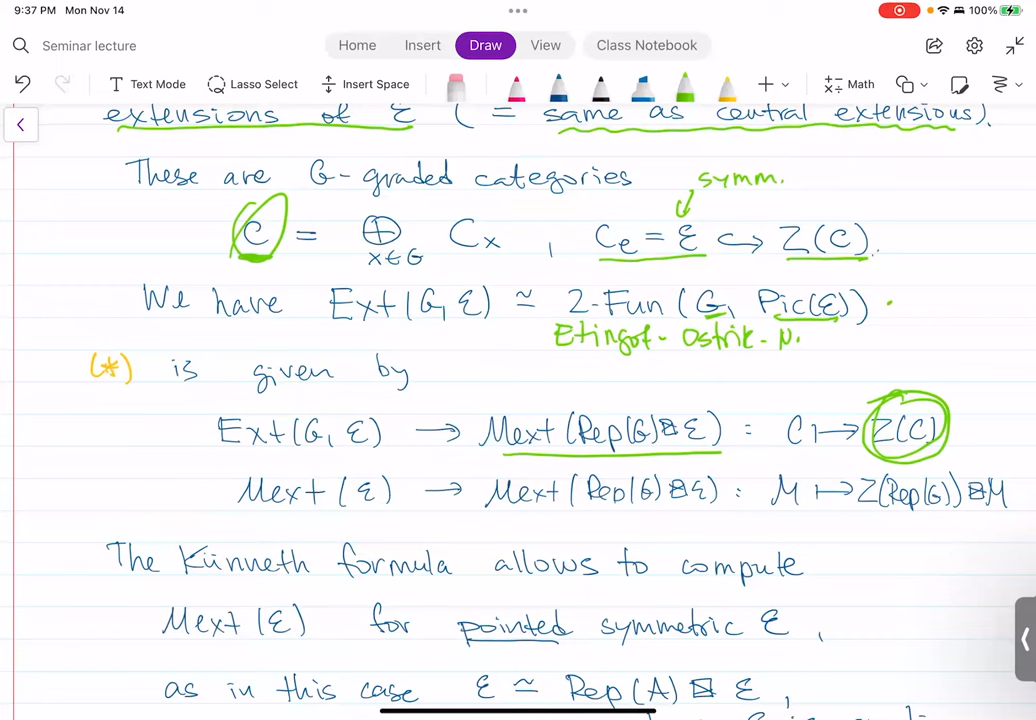 9:37 PM Mon Nov 14
100%
Seminar lecture
Home Insert Draw View Class Notebook
Text Mode Lasso Select Insert Space Math
extensions of ℰ ( = same as central extensions).
These are G-graded categories
symm.
C = ⊕ C_x , C_e = ℰ ↪ Z(C).
x∈G
We have Ext(G, ℰ) ≃ 2-Fun(G, Pic(ℰ)).
Etingof - Ostrik - N.
(*) is given by
Ext(G, ℰ) → Mext(Rep(G)⊠ℰ) : C ↦ Z(C)
Mext(ℰ) → Mext(Rep(G)⊠ℰ) : M ↦ Z(Rep(G))⊠M
The Künneth formula allows to compute
Mext(ℰ) for pointed symmetric ℰ,
as in this case ℰ ≃ Rep(A) ⊠ ℰ,